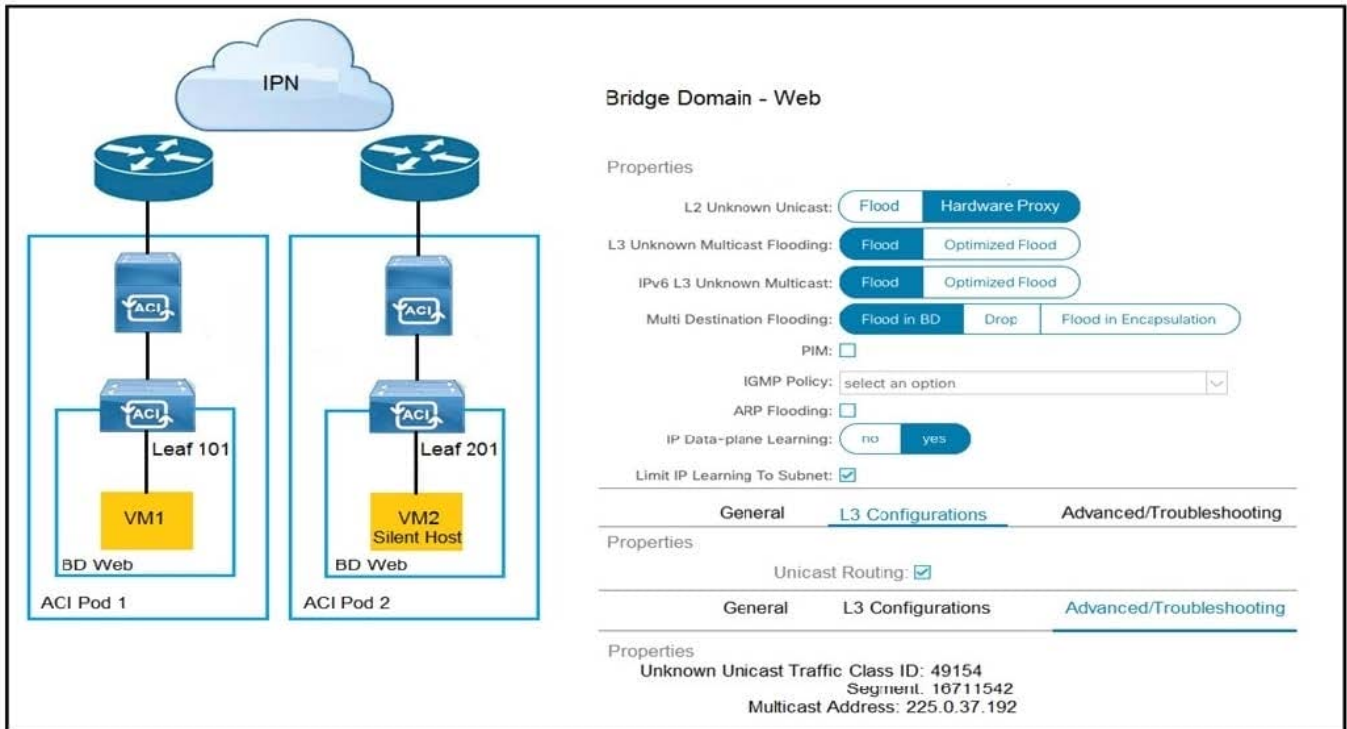 IPN
ACI
ACI
ACI
ACI
Leaf 101
Leaf 201
VM1
VM2
Silent Host
BD Web
BD Web
ACI Pod 1
ACI Pod 2
Bridge Domain - Web
Properties
L2 Unknown Unicast: Flood Hardware Proxy
L3 Unknown Multicast Flooding: Flood Optimized Flood
IPv6 L3 Unknown Multicast: Flood Optimized Flood
Multi Destination Flooding: Flood in BD Drop Flood in Encapsulation
PIM:
IGMP Policy: select an option
ARP Flooding:
IP Data-plane Learning: no yes
Limit IP Learning To Subnet:
General L3 Configurations Advanced/Troubleshooting
Properties
Unicast Routing:
General L3 Configurations Advanced/Troubleshooting
Properties
Unknown Unicast Traffic Class ID: 49154
Segment: 16711542
Multicast Address: 225.0.37.192